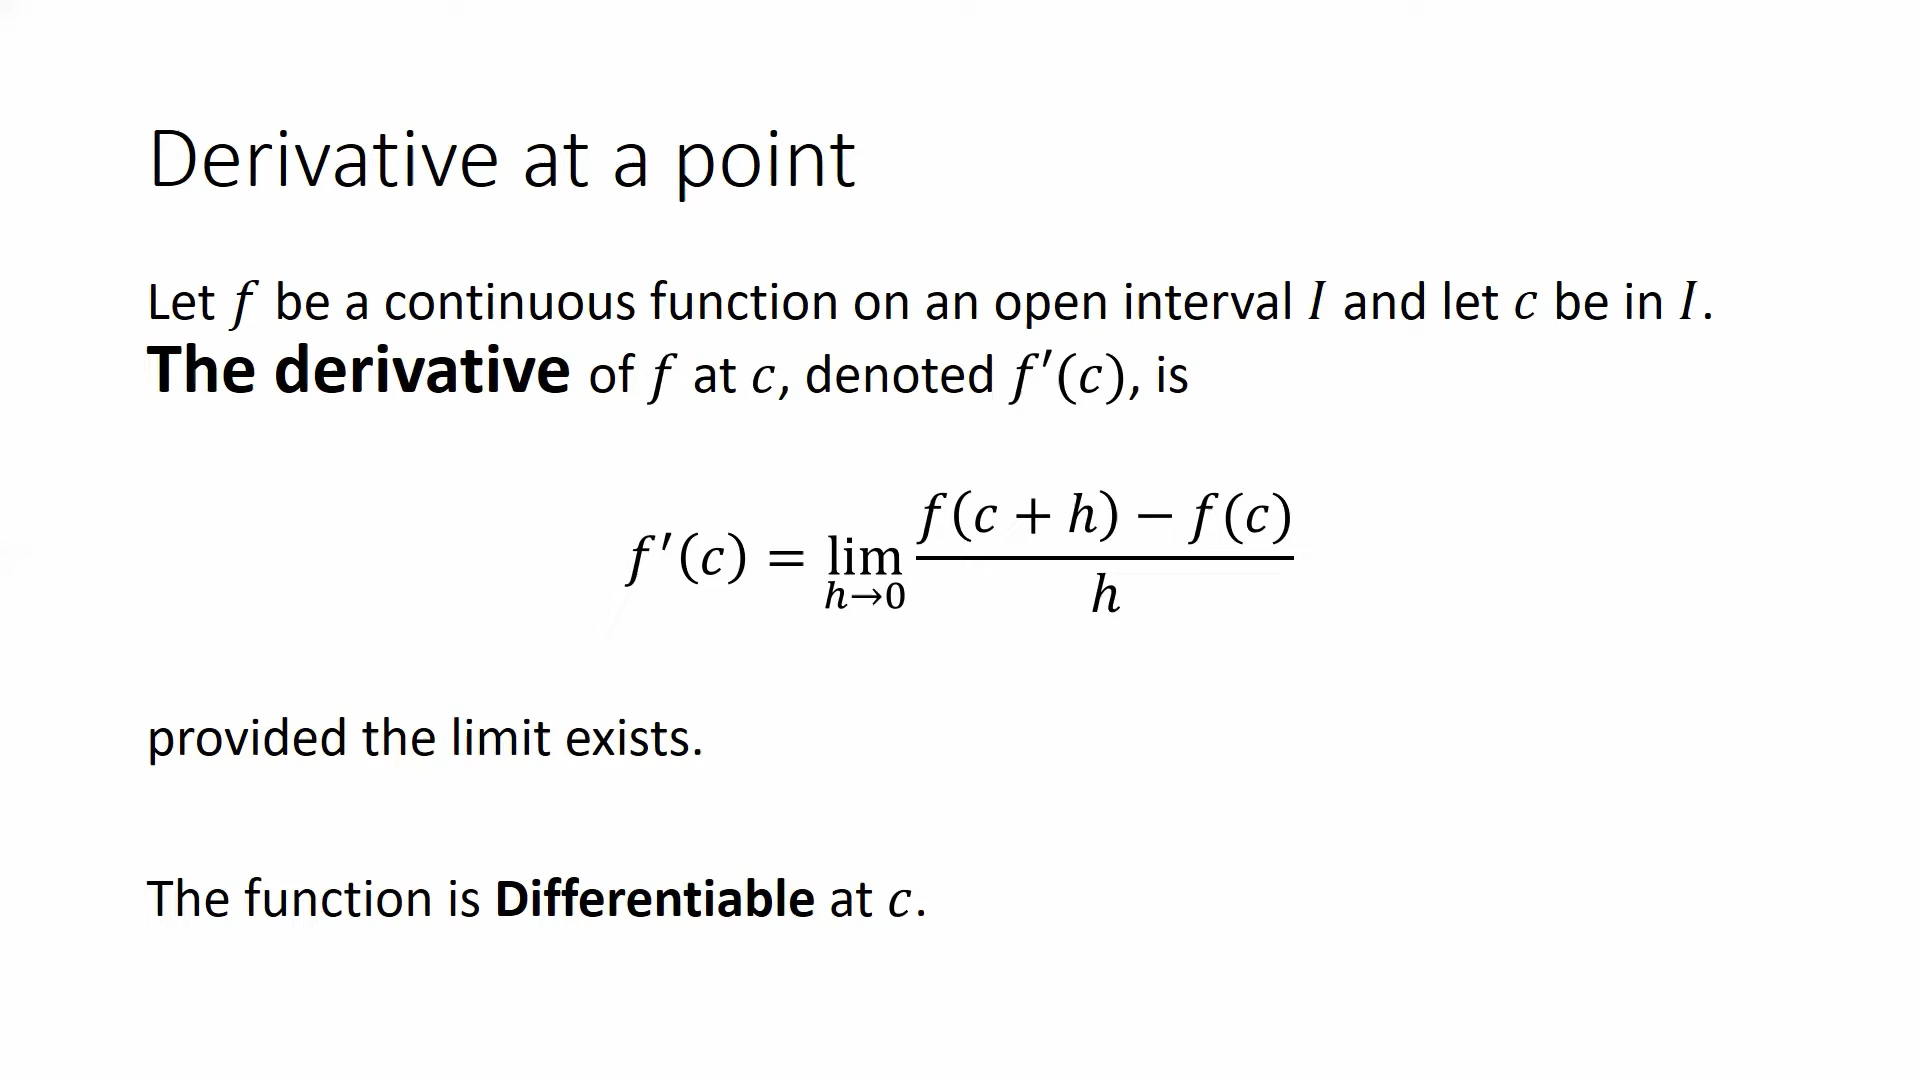 Derivative at a point
Let f be a continuous function on an open interval I and let c be in I.
The derivative of f at c, denoted f′(c), is
f′(c) = lim_{h→0} \frac{f(c + h) − f(c)}{h}
provided the limit exists.
The function is Differentiable at c.